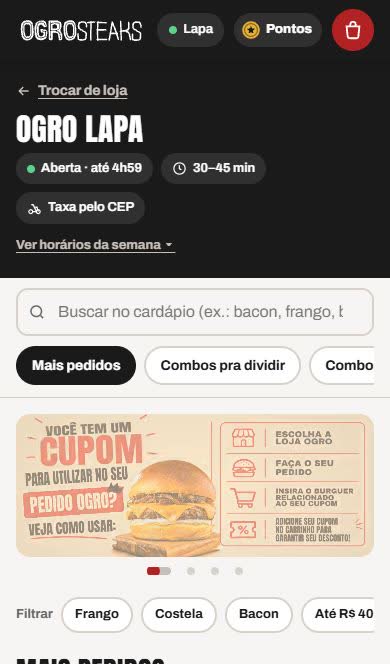 OGROSTEAKS
Lapa
Pontos
Trocar de loja
OGRO LAPA
Aberta · até 4h59
30–45 min
Taxa pelo CEP
Ver horários da semana
Buscar no cardápio (ex.: bacon, frango, b
Mais pedidos
Combos pra dividir
Combo
VOCÊ TEM UM
CUPOM
PARA UTILIZAR NO SEU
PEDIDO OGRO?
VEJA COMO USAR:
ESCOLHA A
LOJA OGRO
FAÇA O SEU
PEDIDO
INSIRA O BURGUER
RELACIONADO
AO SEU CUPOM
ADICIONE SEU CUPOM
NO CARRINHO PARA
GARANTIR SEU DESCONTO!
Filtrar
Frango
Costela
Bacon
Até R$ 40
MAIS PEDIDOS